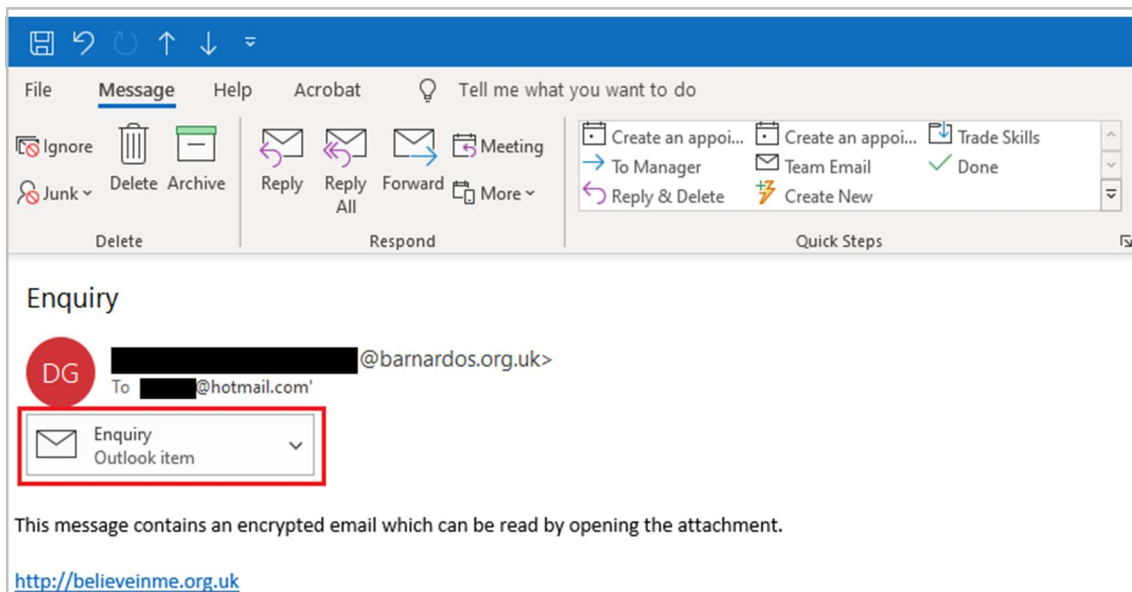 File Message Help Acrobat Tell me what you want to do
Ignore
Junk
Delete
Archive
Delete
Reply
Reply All
Forward
Meeting
More
Respond
Create an appoi... Create an appoi... Trade Skills
To Manager Team Email Done
Reply & Delete Create New
Quick Steps
Enquiry
DG
@barnardos.org.uk>
To @hotmail.com'
Enquiry
Outlook item
This message contains an encrypted email which can be read by opening the attachment.
http://believeinme.org.uk